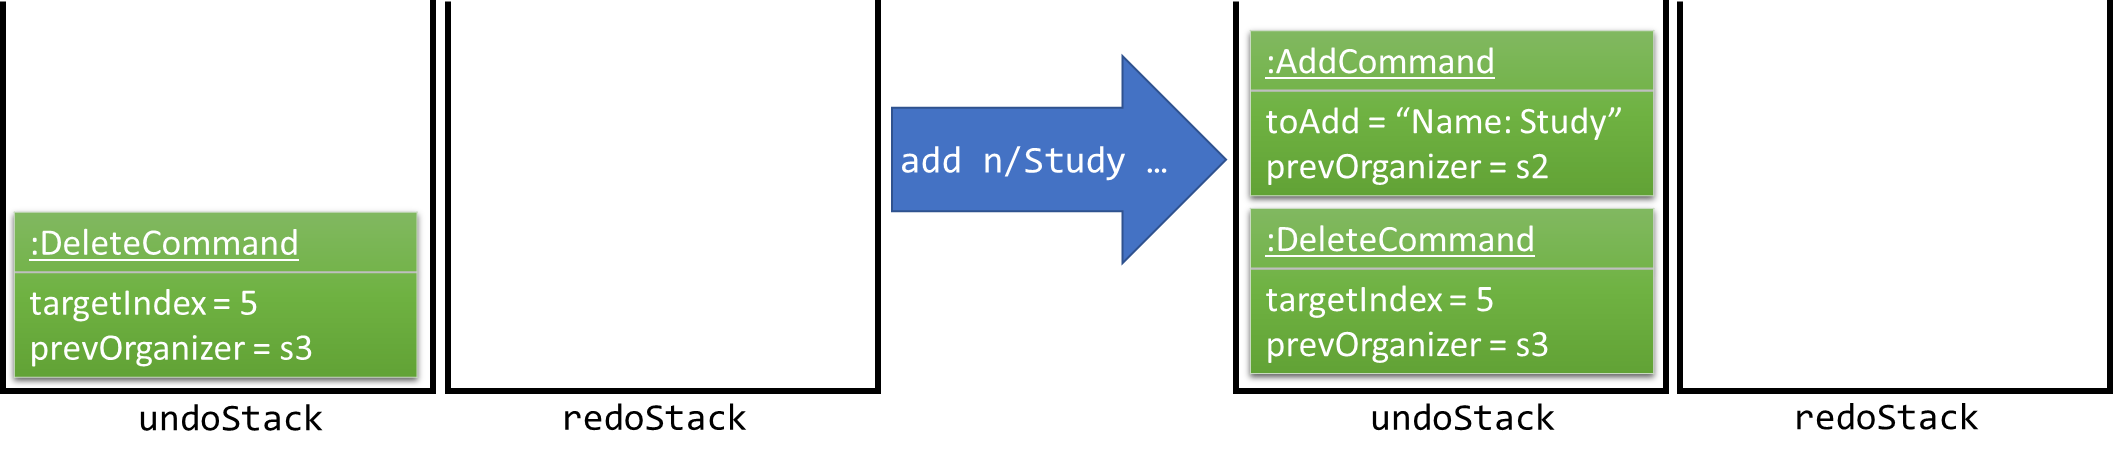 :DeleteCommand
targetIndex = 5
prevOrganizer = s3
undoStack
redoStack
add n/Study …
:AddCommand
toAdd = “Name: Study”
prevOrganizer = s2
:DeleteCommand
targetIndex = 5
prevOrganizer = s3
undoStack
redoStack